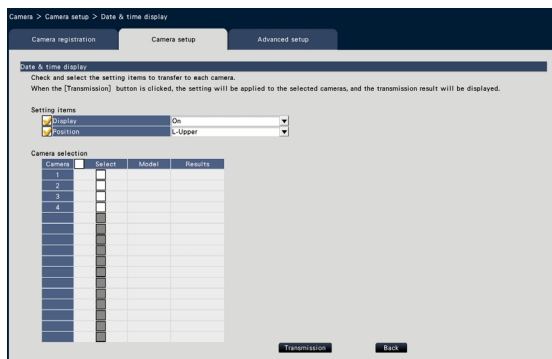 Camera > Camera setup > Date & time display
Camera registration Camera setup Advanced setup
Date & time display
Check and select the setting items to transfer to each camera.
When the [Transmission] button is clicked, the setting will be applied to the selected cameras, and the transmission result will be displayed.
Setting items
Display On
Position L-Upper
Camera selection
Camera Select Model Results
1
2
3
4
Transmission Back